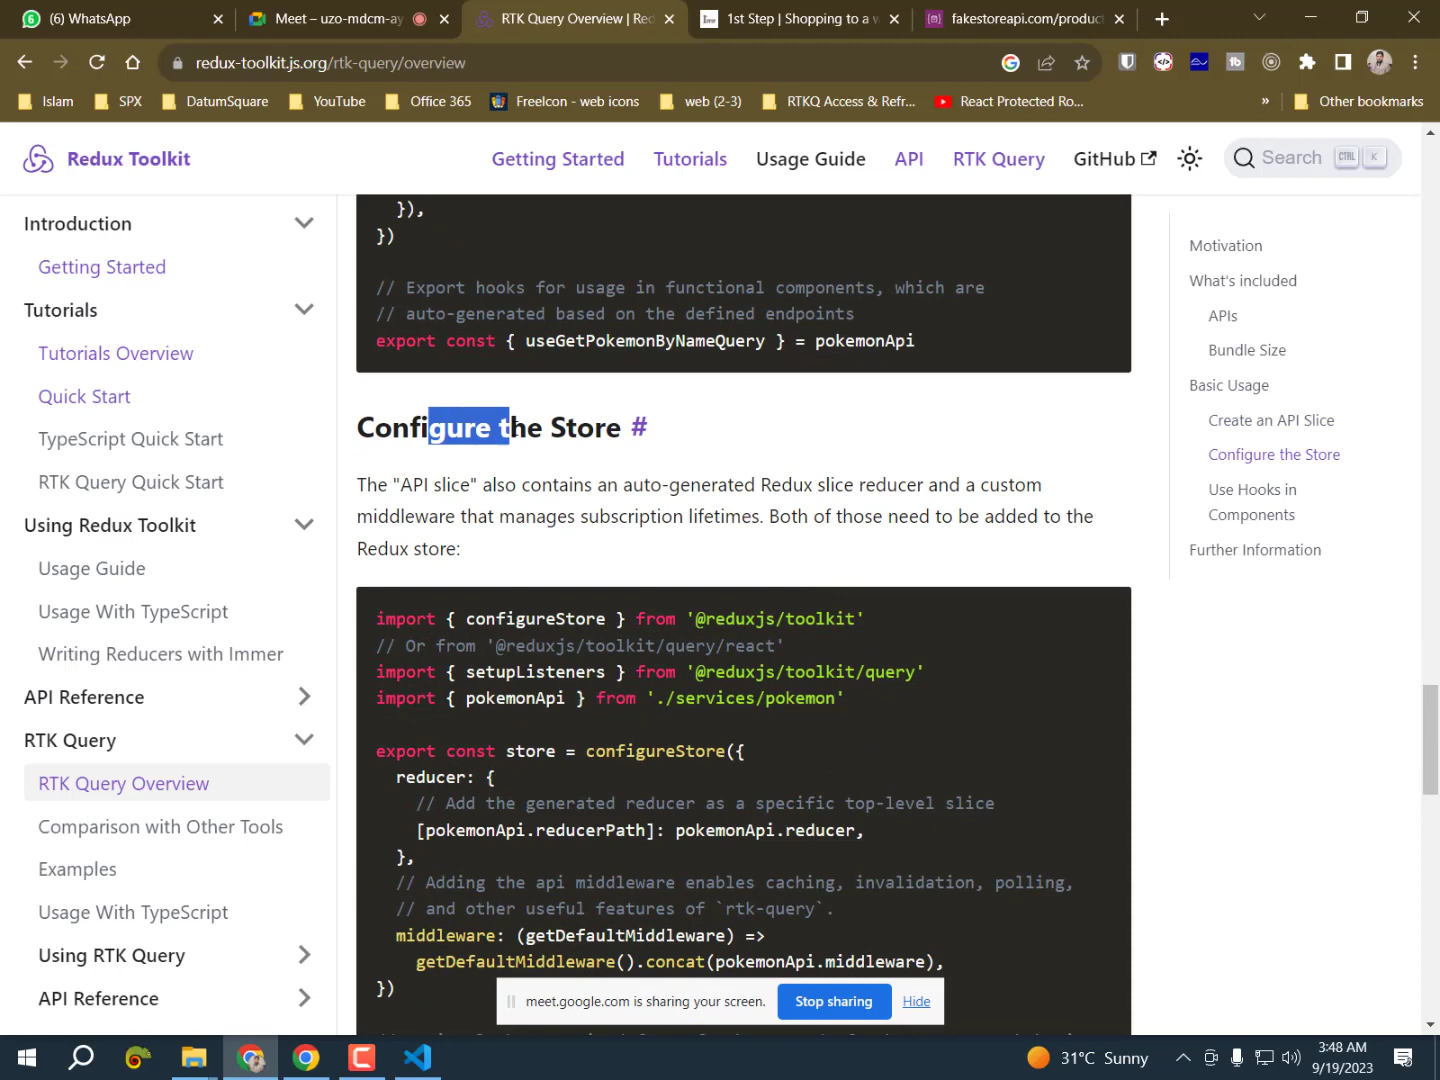 (6) WhatsApp
Meet – uzo-mdcm-ay
RTK Query Overview | Red
1st Step | Shopping to a w
fakestoreapi.com/product
redux-toolkit.js.org/rtk-query/overview
Islam
SPX
DatumSquare
YouTube
Office 365
FreeIcon - web icons
web (2-3)
RTKQ Access & Refr...
React Protected Ro...
»
Other bookmarks
Redux Toolkit
Getting Started
Tutorials
Usage Guide
API
RTK Query
GitHub
Search
CTRL
K
Introduction
Getting Started
Tutorials
Tutorials Overview
Quick Start
TypeScript Quick Start
RTK Query Quick Start
Using Redux Toolkit
Usage Guide
Usage With TypeScript
Writing Reducers with Immer
API Reference
RTK Query
RTK Query Overview
Comparison with Other Tools
Examples
Usage With TypeScript
Using RTK Query
API Reference
}),
})
// Export hooks for usage in functional components, which are
// auto-generated based on the defined endpoints
export const { useGetPokemonByNameQuery } = pokemonApi
Configure the Store #
The "API slice" also contains an auto-generated Redux slice reducer and a custom
middleware that manages subscription lifetimes. Both of those need to be added to the
Redux store:
import { configureStore } from '@reduxjs/toolkit'
// Or from '@reduxjs/toolkit/query/react'
import { setupListeners } from '@reduxjs/toolkit/query'
import { pokemonApi } from './services/pokemon'
export const store = configureStore({
reducer: {
// Add the generated reducer as a specific top-level slice
[pokemonApi.reducerPath]: pokemonApi.reducer,
},
// Adding the api middleware enables caching, invalidation, polling,
// and other useful features of `rtk-query`.
middleware: (getDefaultMiddleware) =>
getDefaultMiddleware().concat(pokemonApi.middleware),
})
Motivation
What's included
APIs
Bundle Size
Basic Usage
Create an API Slice
Configure the Store
Use Hooks in
Components
Further Information
meet.google.com is sharing your screen.
Stop sharing
Hide
31°C Sunny
3:48 AM
9/19/2023